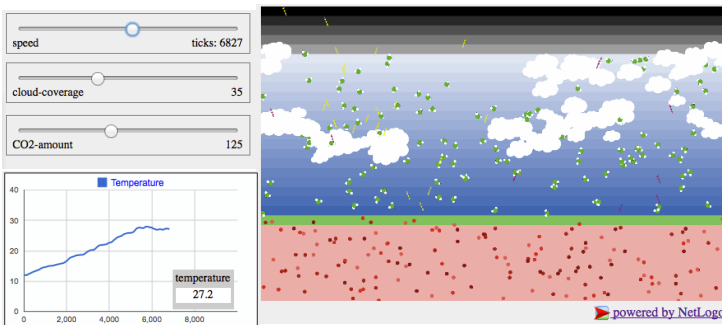 speed ticks: 6827
cloud-coverage 35
CO2-amount 125
Temperature
40
30
20
10
0
temperature
27.2
0 2,000 4,000 6,000 8,000
powered by NetLogo